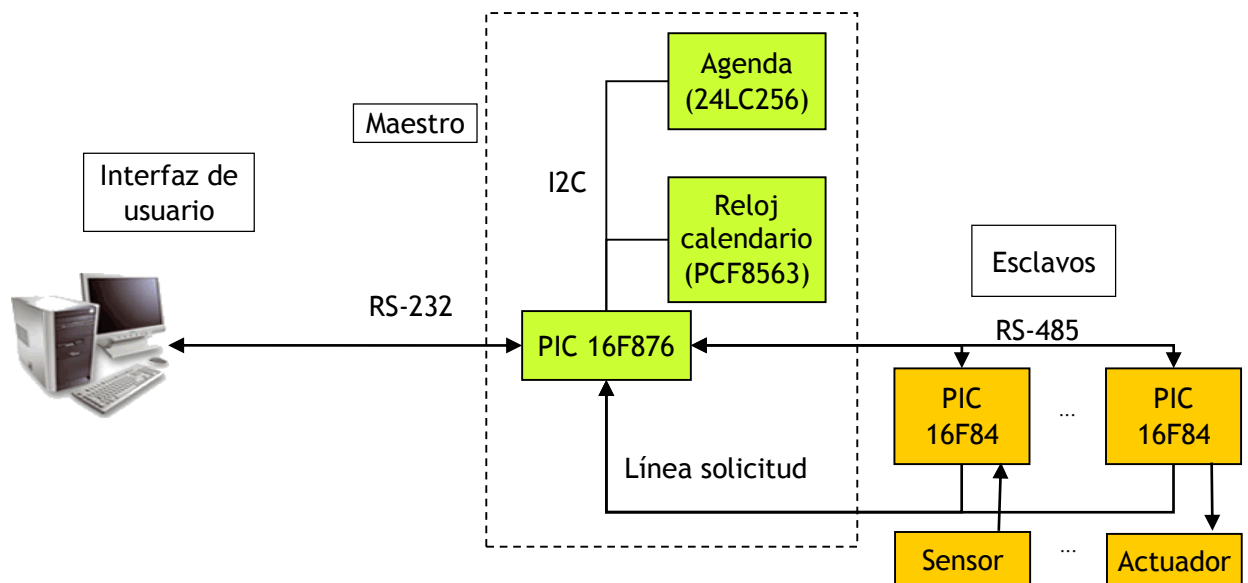 Agenda
(24LC256)
Maestro
I2C
Interfaz de
usuario
Reloj
calendario
(PCF8563)
Esclavos
RS-232
RS-485
PIC 16F876
PIC
16F84
...
PIC
16F84
Línea solicitud
Sensor
...
Actuador